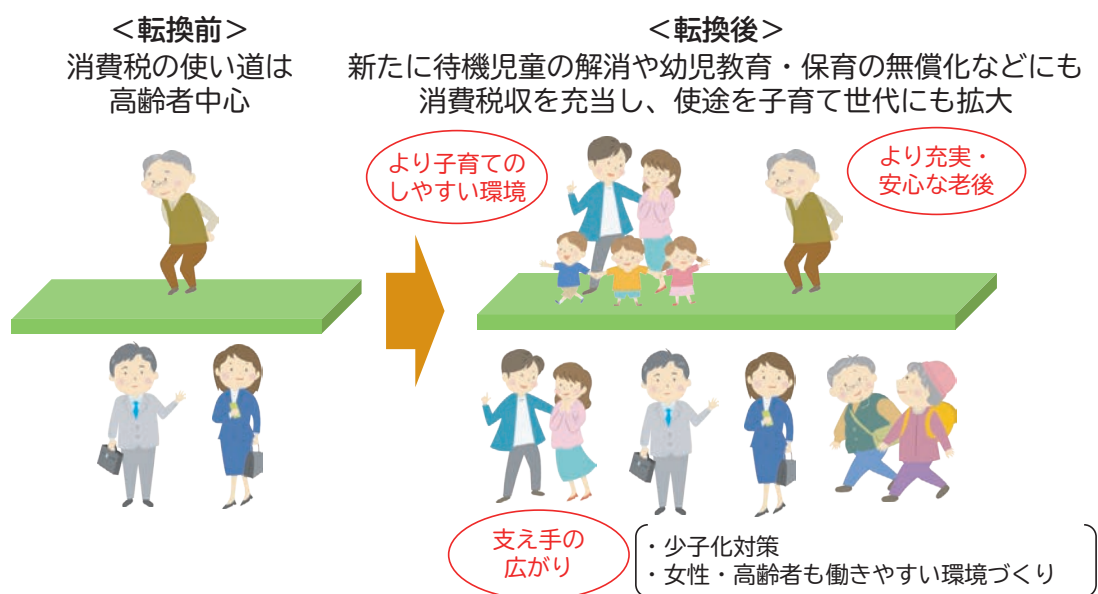 ＜転換前＞
消費税の使い道は
高齢者中心
＜転換後＞
新たに待機児童の解消や幼児教育・保育の無償化などにも
消費税収を充当し、使途を子育て世代にも拡大
より子育ての
しやすい環境
より充実・
安心な老後
支え手の
広がり
・少子化対策
・女性・高齢者も働きやすい環境づくり